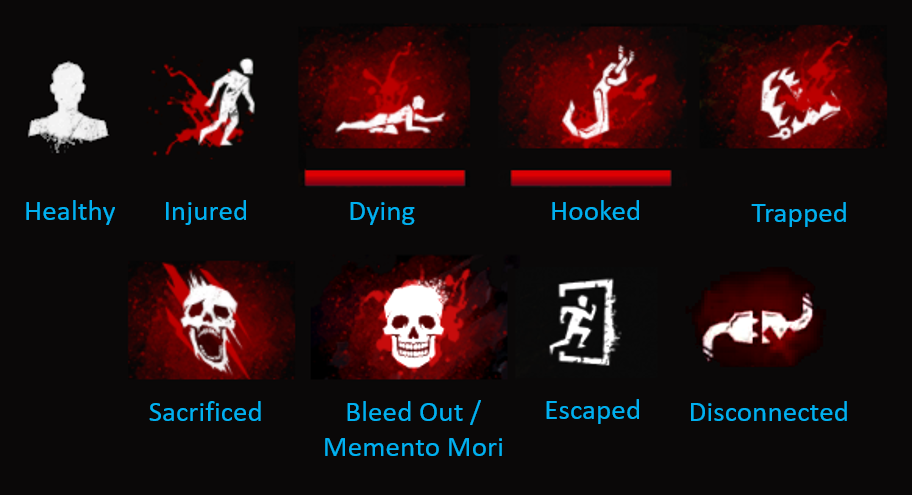 Healthy
Injured
Dying
Hooked
Trapped
Sacrificed
Bleed Out /
Memento Mori
Escaped
Disconnected